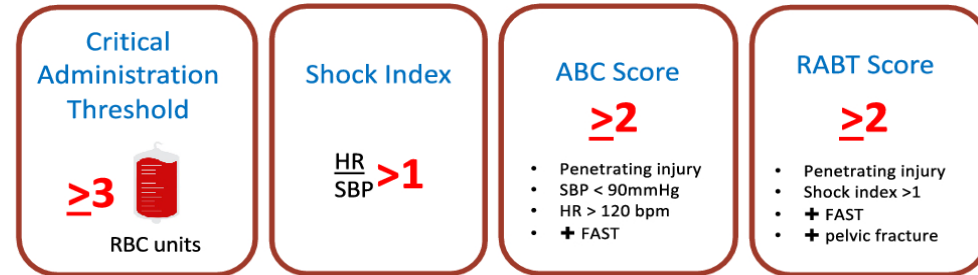 Critical
Administration
Threshold
≥3
RBC units
Shock Index
HR
SBP
>1
ABC Score
≥2
• Penetrating injury
• SBP < 90mmHg
• HR > 120 bpm
• + FAST
RABT Score
≥2
• Penetrating injury
• Shock index >1
• + FAST
• + pelvic fracture